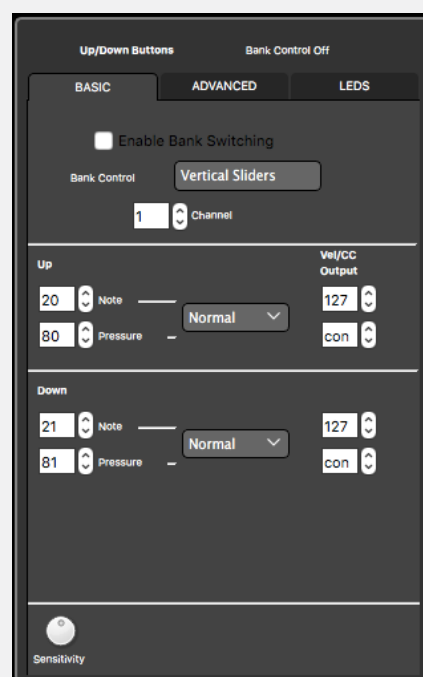 Up/Down Buttons Bank Control Off
BASIC ADVANCED LEDS
Enable Bank Switching
Bank Control Vertical Sliders
1 Channel
Up Vel/CC
Output
20 Note Normal 127
80 Pressure con
Down
21 Note Normal 127
81 Pressure con
Sensitivity